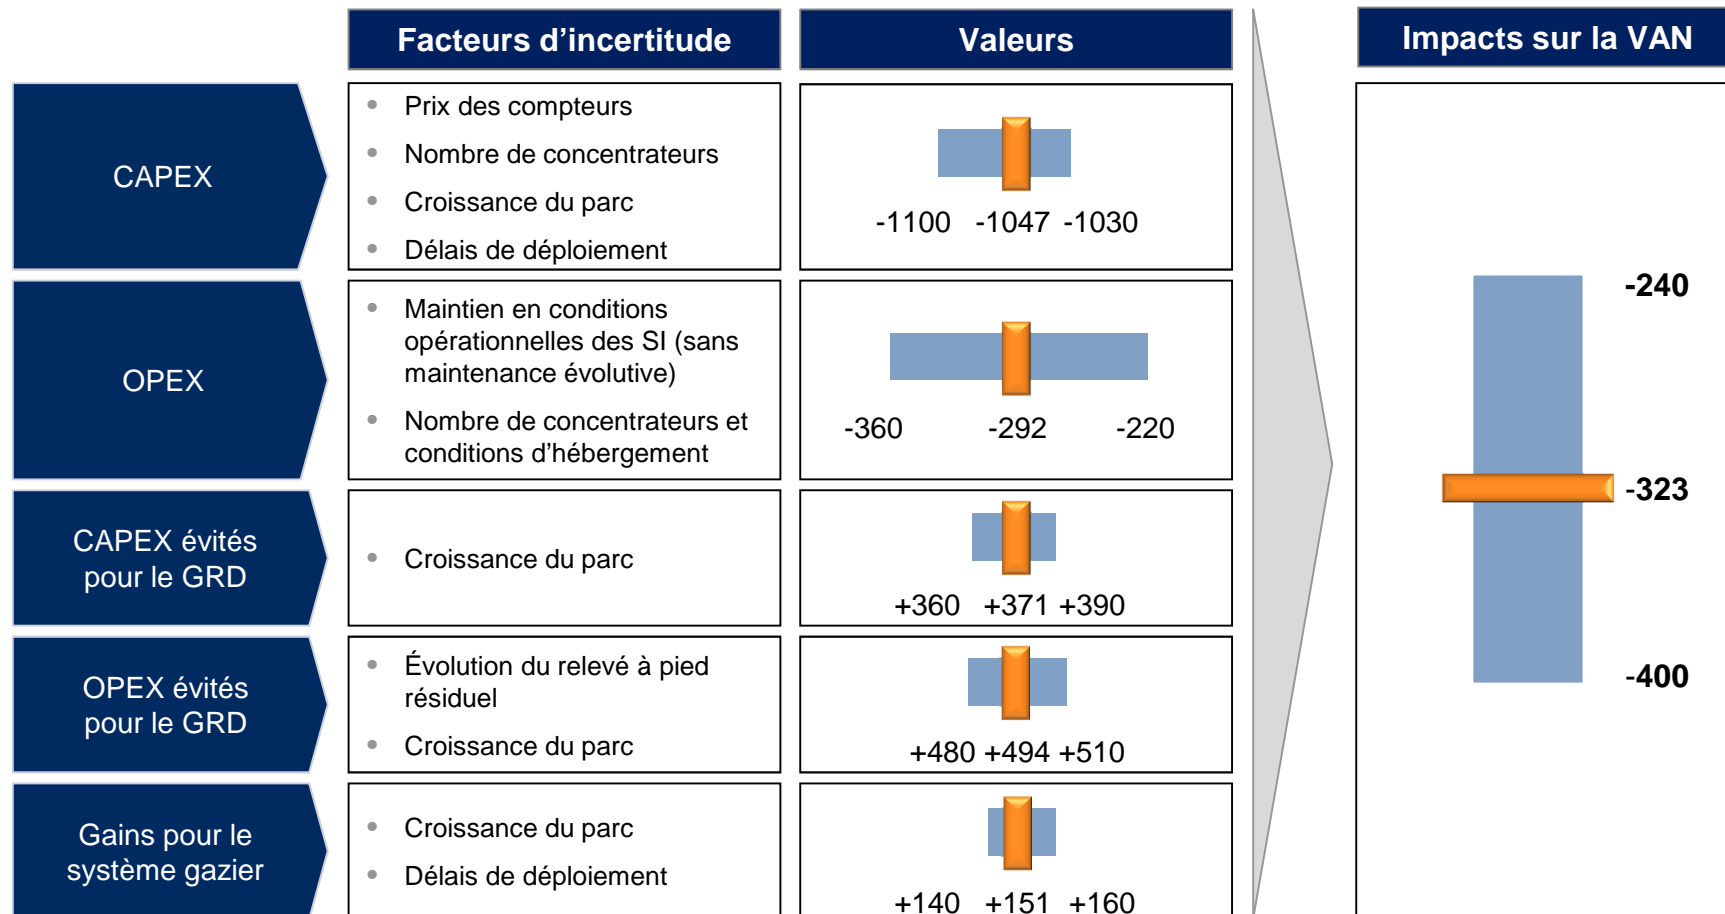 Facteurs d'incertitude
Valeurs
Impacts sur la VAN
CAPEX
• Prix des compteurs
• Nombre de concentrateurs
• Croissance du parc
• Délais de déploiement
-1100 -1047 -1030
OPEX
• Maintien en conditions
opérationnelles des SI (sans
maintenance évolutive)
• Nombre de concentrateurs et
conditions d'hébergement
-360 -292 -220
CAPEX évités
pour le GRD
• Croissance du parc
+360 +371 +390
OPEX évités
pour le GRD
• Évolution du relevé à pied
résiduel
• Croissance du parc
+480 +494 +510
Gains pour le
système gazier
• Croissance du parc
• Délais de déploiement
+140 +151 +160
-240
-323
-400